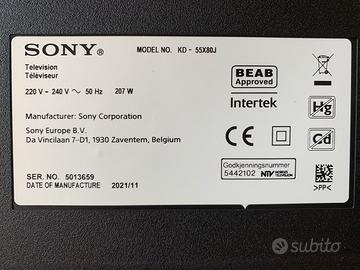 SONY®
MODEL NO. KD - 55X80J
Television
Téléviseur
220 V - 240 V ~ 50 Hz 207 W
BEAB
Approved
Intertek
Manufacturer: Sony Corporation
Sony Europe B.V.
Da Vincilaan 7-D1, 1930 Zaventem, Belgium
CE
Hg
Cd
Godkjenningsnummer
5442102 NTV
>PP<
SER. NO. 5013659
DATE OF MANUFACTURE 2021/11
subito